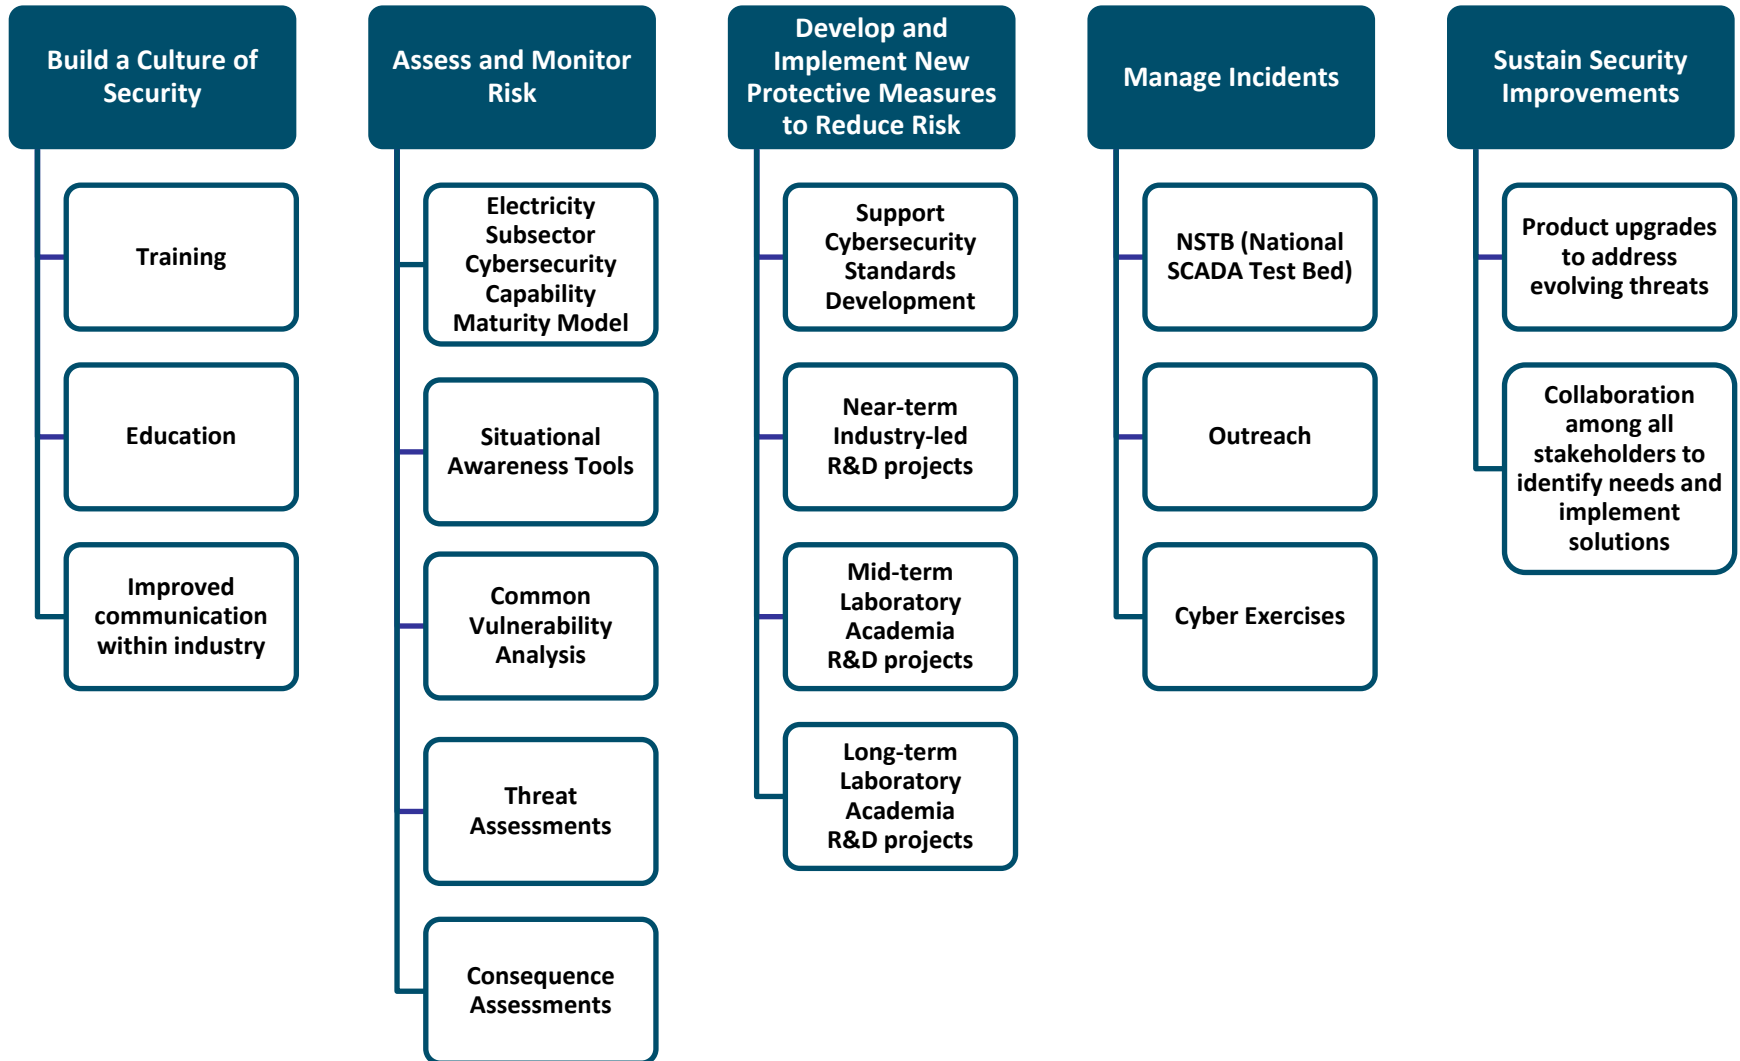 Build a Culture of
Security
Training
Education
Improved
communication
within industry
Assess and Monitor
Risk
Electricity
Subsector
Cybersecurity
Capability
Maturity Model
Situational
Awareness Tools
Common
Vulnerability
Analysis
Threat
Assessments
Consequence
Assessments
Develop and
Implement New
Protective Measures
to Reduce Risk
Support
Cybersecurity
Standards
Development
Near-term
Industry-led
R&D projects
Mid-term
Laboratory
Academia
R&D projects
Long-term
Laboratory
Academia
R&D projects
Manage Incidents
NSTB (National
SCADA Test Bed)
Outreach
Cyber Exercises
Sustain Security
Improvements
Product upgrades
to address
evolving threats
Collaboration
among all
stakeholders to
identify needs and
implement
solutions